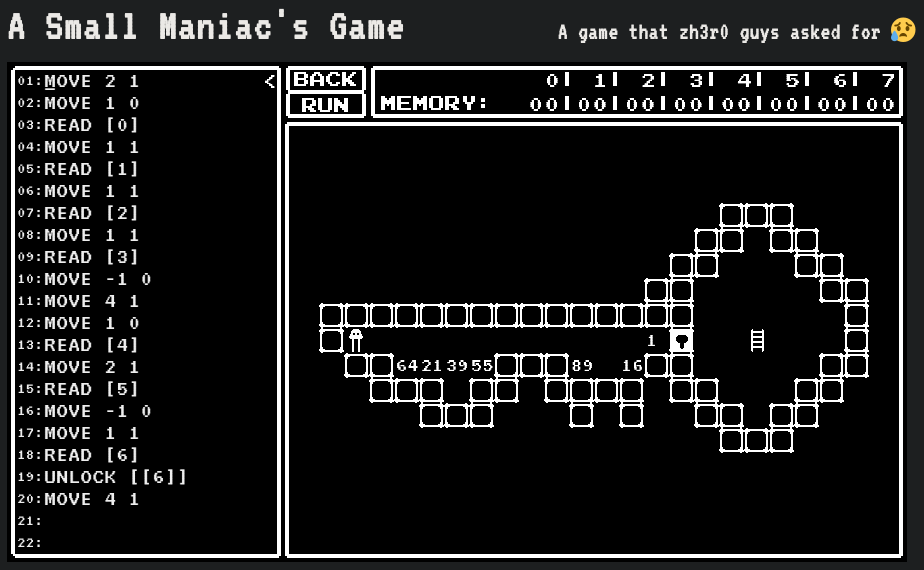 A Small Maniac's Game
A game that zh3r0 guys asked for 😥
01:MOVE 2 1 <
02:MOVE 1 0
03:READ [0]
04:MOVE 1 1
05:READ [1]
06:MOVE 1 1
07:READ [2]
08:MOVE 1 1
09:READ [3]
10:MOVE -1 0
11:MOVE 4 1
12:MOVE 1 0
13:READ [4]
14:MOVE 2 1
15:READ [5]
16:MOVE -1 0
17:MOVE 1 1
18:READ [6]
19:UNLOCK [[6]]
20:MOVE 4 1
21:
22:
BACK
RUN
0| 1| 2| 3| 4| 5| 6| 7
MEMORY: 00|00|00|00|00|00|00|00
1
64 21 39 55 89 16